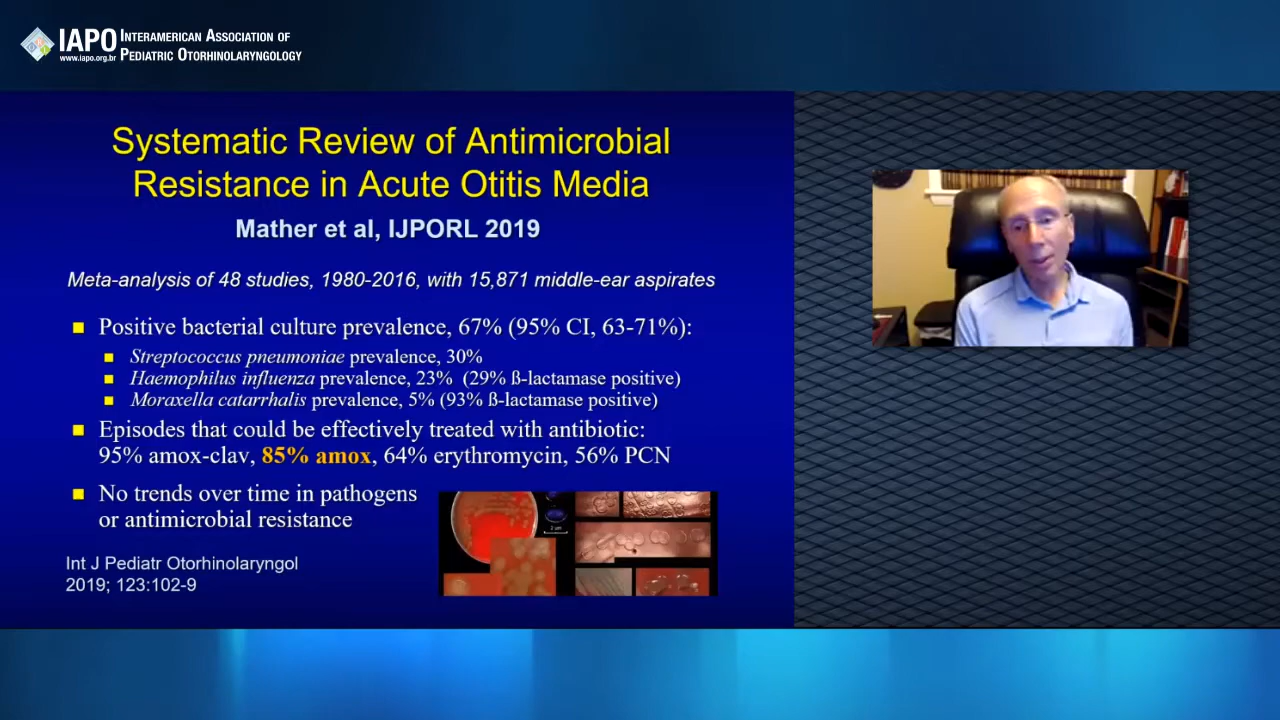 IAPO
INTERAMERICAN ASSOCIATION OF
PEDIATRIC OTORHINOLARYNGOLOGY
www.iapo.org.br
Systematic Review of Antimicrobial
Resistance in Acute Otitis Media
Mather et al, IJPORL 2019
Meta-analysis of 48 studies, 1980-2016, with 15,871 middle-ear aspirates
Positive bacterial culture prevalence, 67% (95% CI, 63-71%):
Streptococcus pneumoniae prevalence, 30%
Haemophilus influenza prevalence, 23% (29% ß-lactamase positive)
Moraxella catarrhalis prevalence, 5% (93% ß-lactamase positive)
Episodes that could be effectively treated with antibiotic:
95% amox-clav, 85% amox, 64% erythromycin, 56% PCN
No trends over time in pathogens
or antimicrobial resistance
Int J Pediatr Otorhinolaryngol
2019; 123:102-9